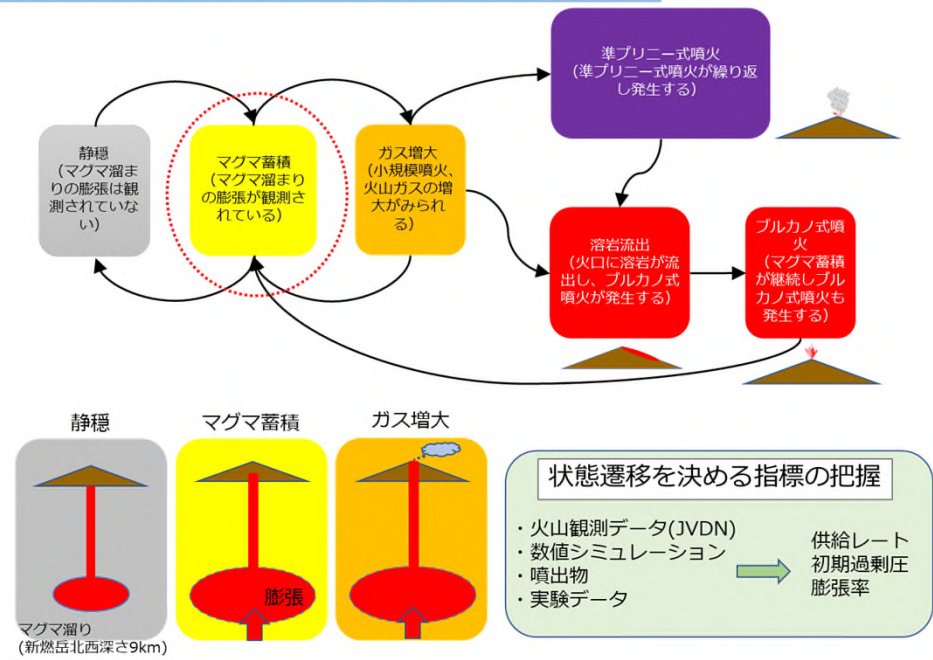 準プリニー式噴火
(準プリニー式噴火が繰り返
し発生する)
静穏
(マグマ溜ま
りの膨張は観
測されていな
い)
マグマ蓄積
(マグマ溜まり
の膨張が観測さ
れている)
ガス増大
(小規模噴火、
火山ガスの増
大がみられ
る)
溶岩流出
(火口に溶岩が流
出し、ブルカノ式
噴火が発生する)
ブルカノ式噴
火
(マグマ蓄積
が継続しブル
カノ式噴火も
発生する)
静穏
マグマ蓄積
ガス増大
膨張
マグマ溜り
(新燃岳北西深さ9km)
状態遷移を決める指標の把握
・火山観測データ(JVDN)
・数値シミュレーション
・噴出物
・実験データ
供給レート
初期過剰圧
膨張率